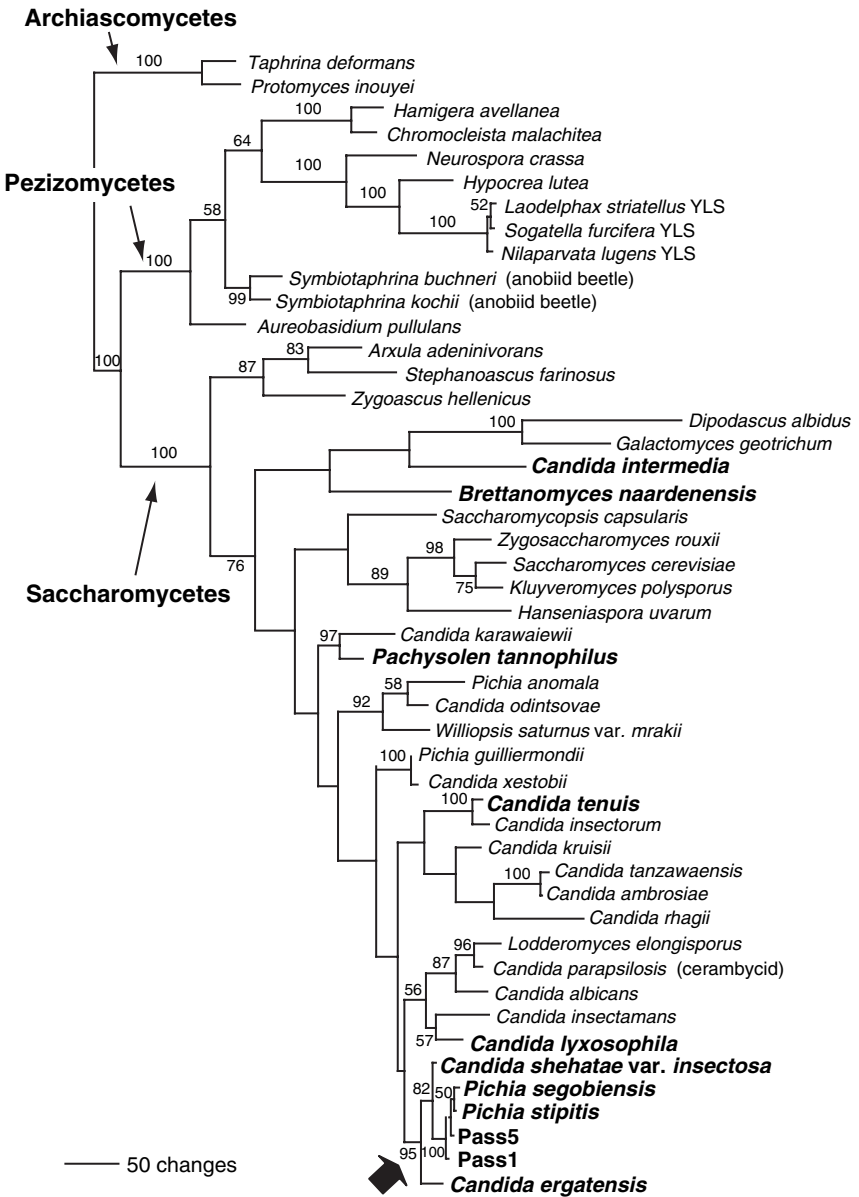 Archiascomycetes
100
Taphrina deformans
Protomyces inouyei
100
Hamigera avellanea
Chromocleista malachitea
64
Pezizomycetes
100
Neurospora crassa
100
Hypocrea lutea
58
100
52
Laodelphax striatellus YLS
Sogatella furcifera YLS
Nilaparvata lugens YLS
100
Symbiotaphrina buchneri (anobiid beetle)
99
Symbiotaphrina kochii (anobiid beetle)
Aureobasidium pullulans
100
83
Arxula adeninivorans
87
Stephanoascus farinosus
Zygoascus hellenicus
100
Dipodascus albidus
Galactomyces geotrichum
100
Candida intermedia
Brettanomyces naardenensis
Saccharomycopsis capsularis
98
Zygosaccharomyces rouxii
76
Saccharomyces cerevisiae
89
75
Kluyveromyces polysporus
Saccharomycetes
Hanseniaspora uvarum
97
Candida karawaiewii
Pachysolen tannophilus
58
Pichia anomala
92
Candida odintsovae
Williopsis saturnus var. mrakii
100
Pichia guilliermondii
Candida xestobii
100
Candida tenuis
Candida insectorum
Candida kruisii
100
Candida tanzawaensis
Candida ambrosiae
Candida rhagii
96
Lodderomyces elongisporus
87
Candida parapsilosis (cerambycid)
56
Candida albicans
Candida insectamans
57
Candida lyxosophila
Candida shehatae var. insectosa
82
50
Pichia segobiensis
Pichia stipitis
Pass5
95
100
Pass1
50 changes
Candida ergatensis